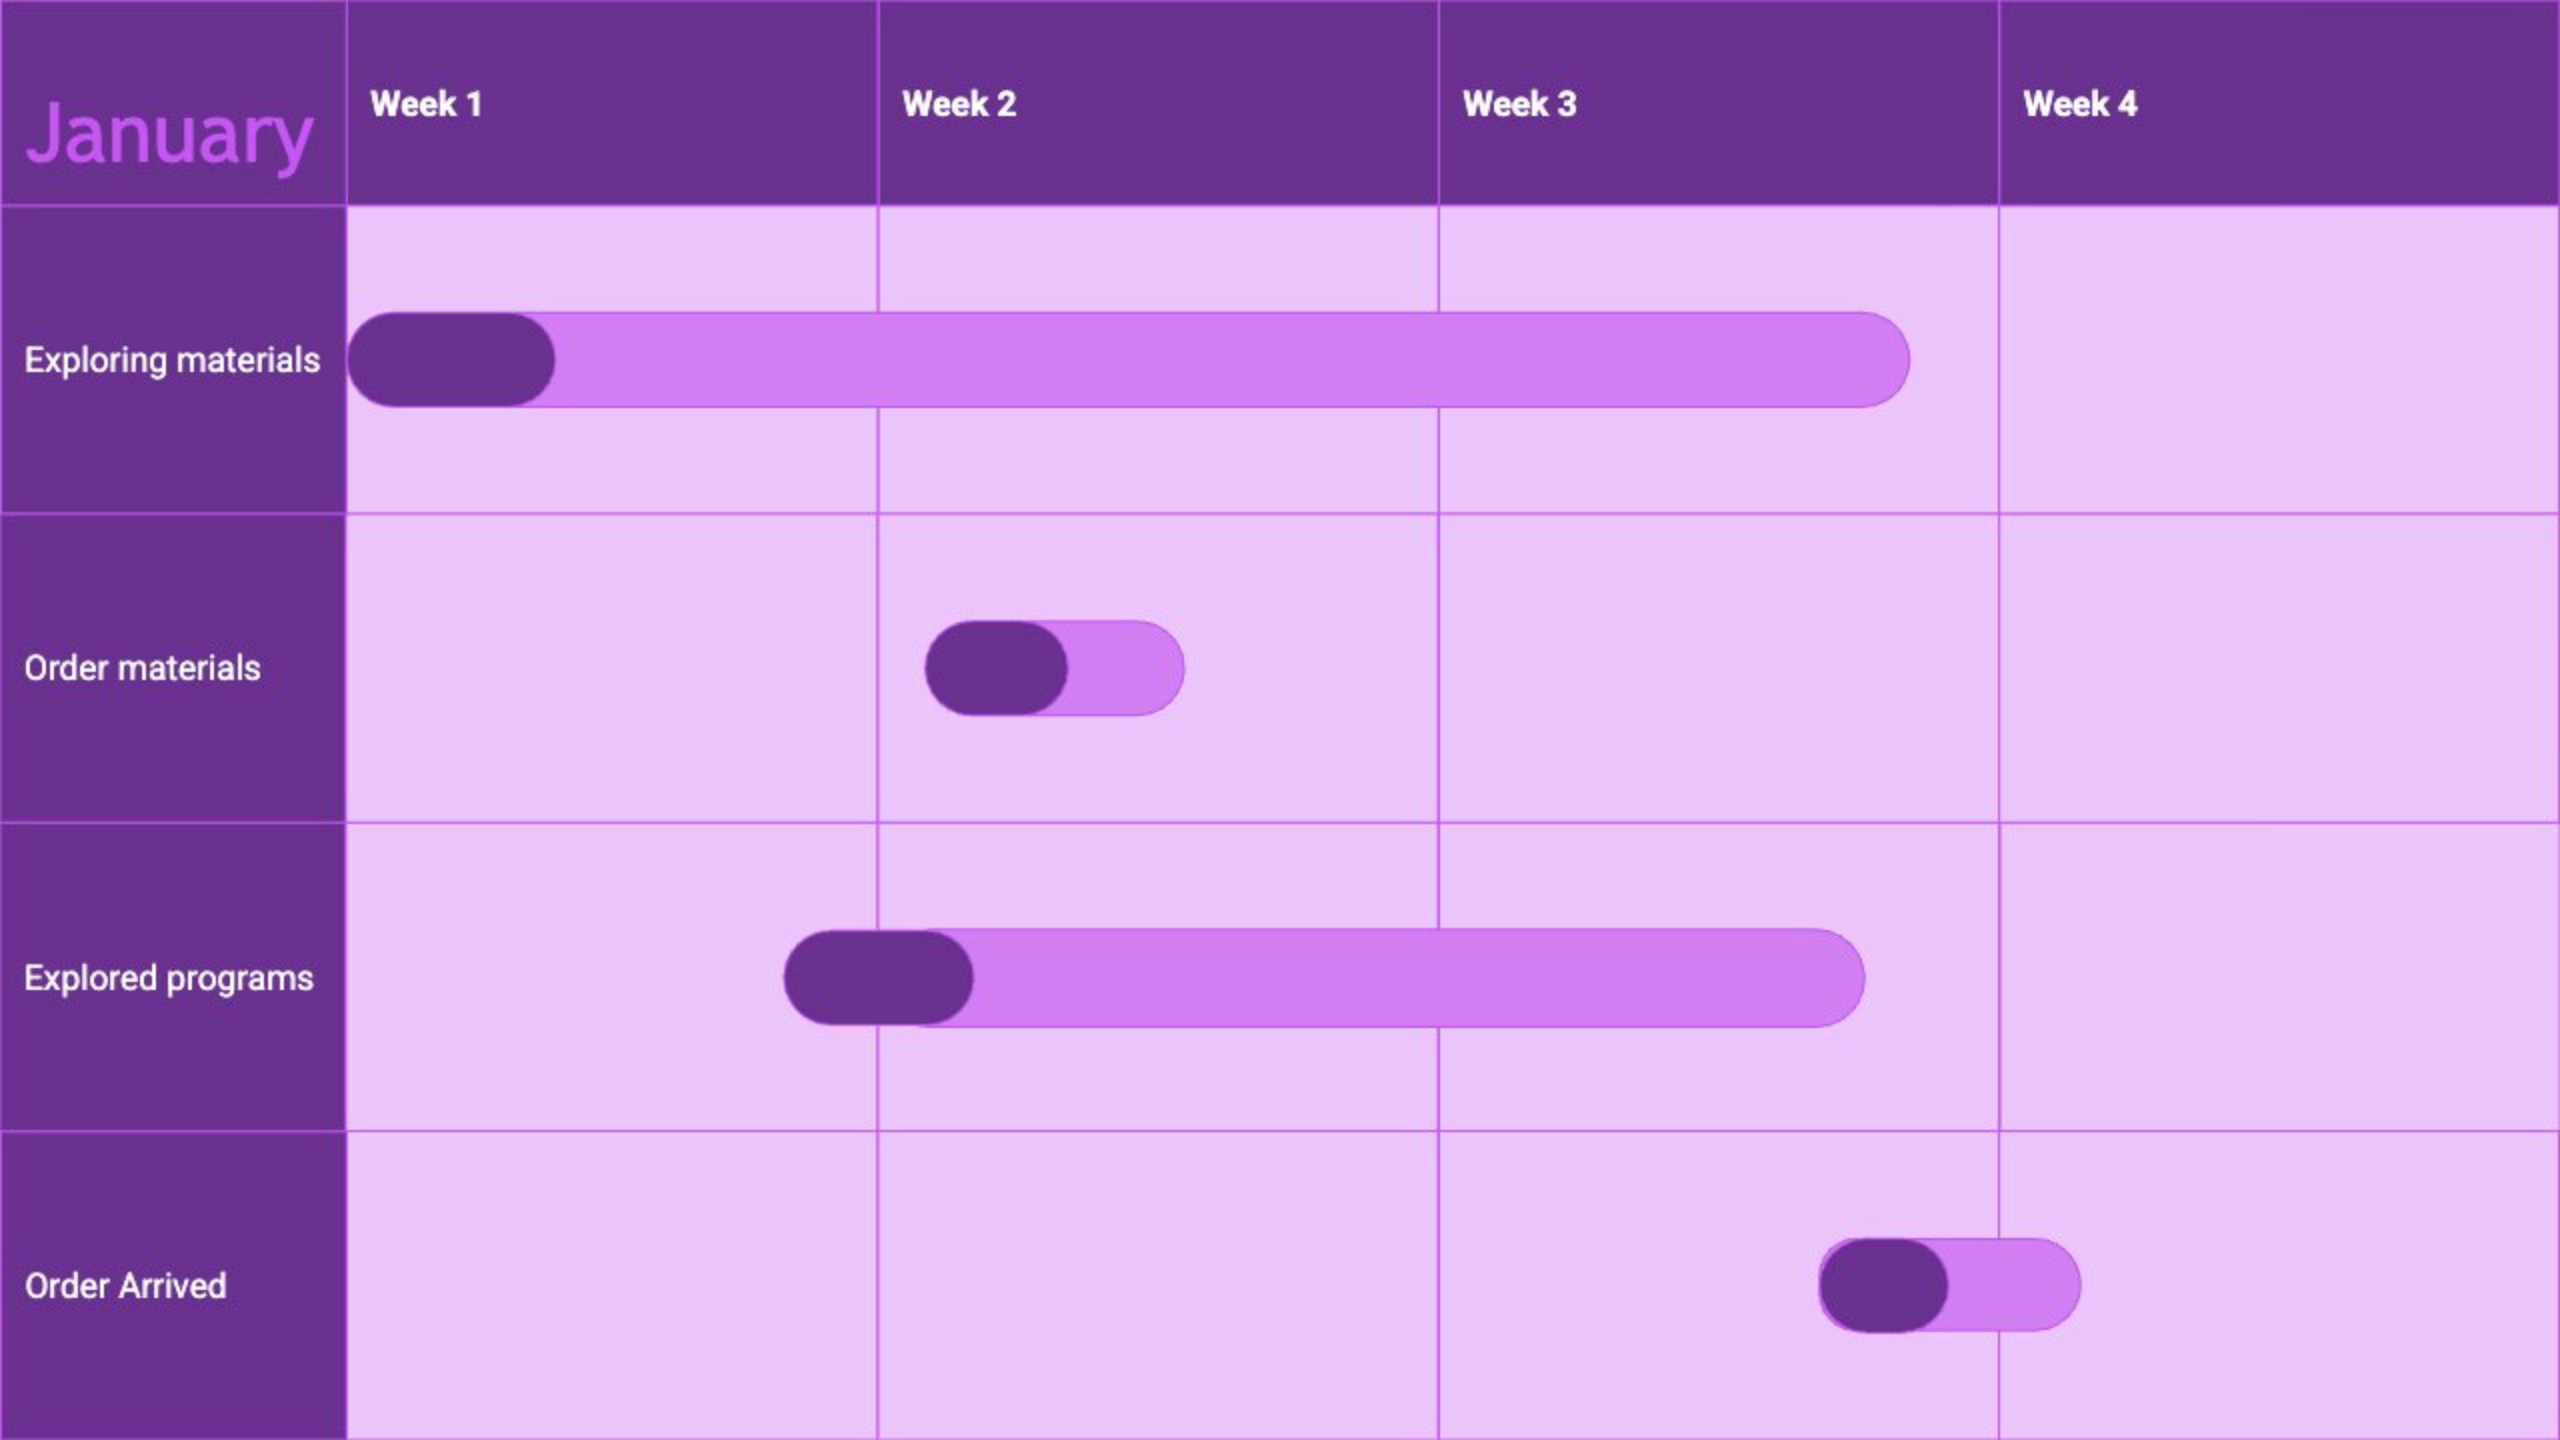 January
Week 1
Week 2
Week 3
Week 4
Exploring materials
Order materials
Explored programs
Order Arrived